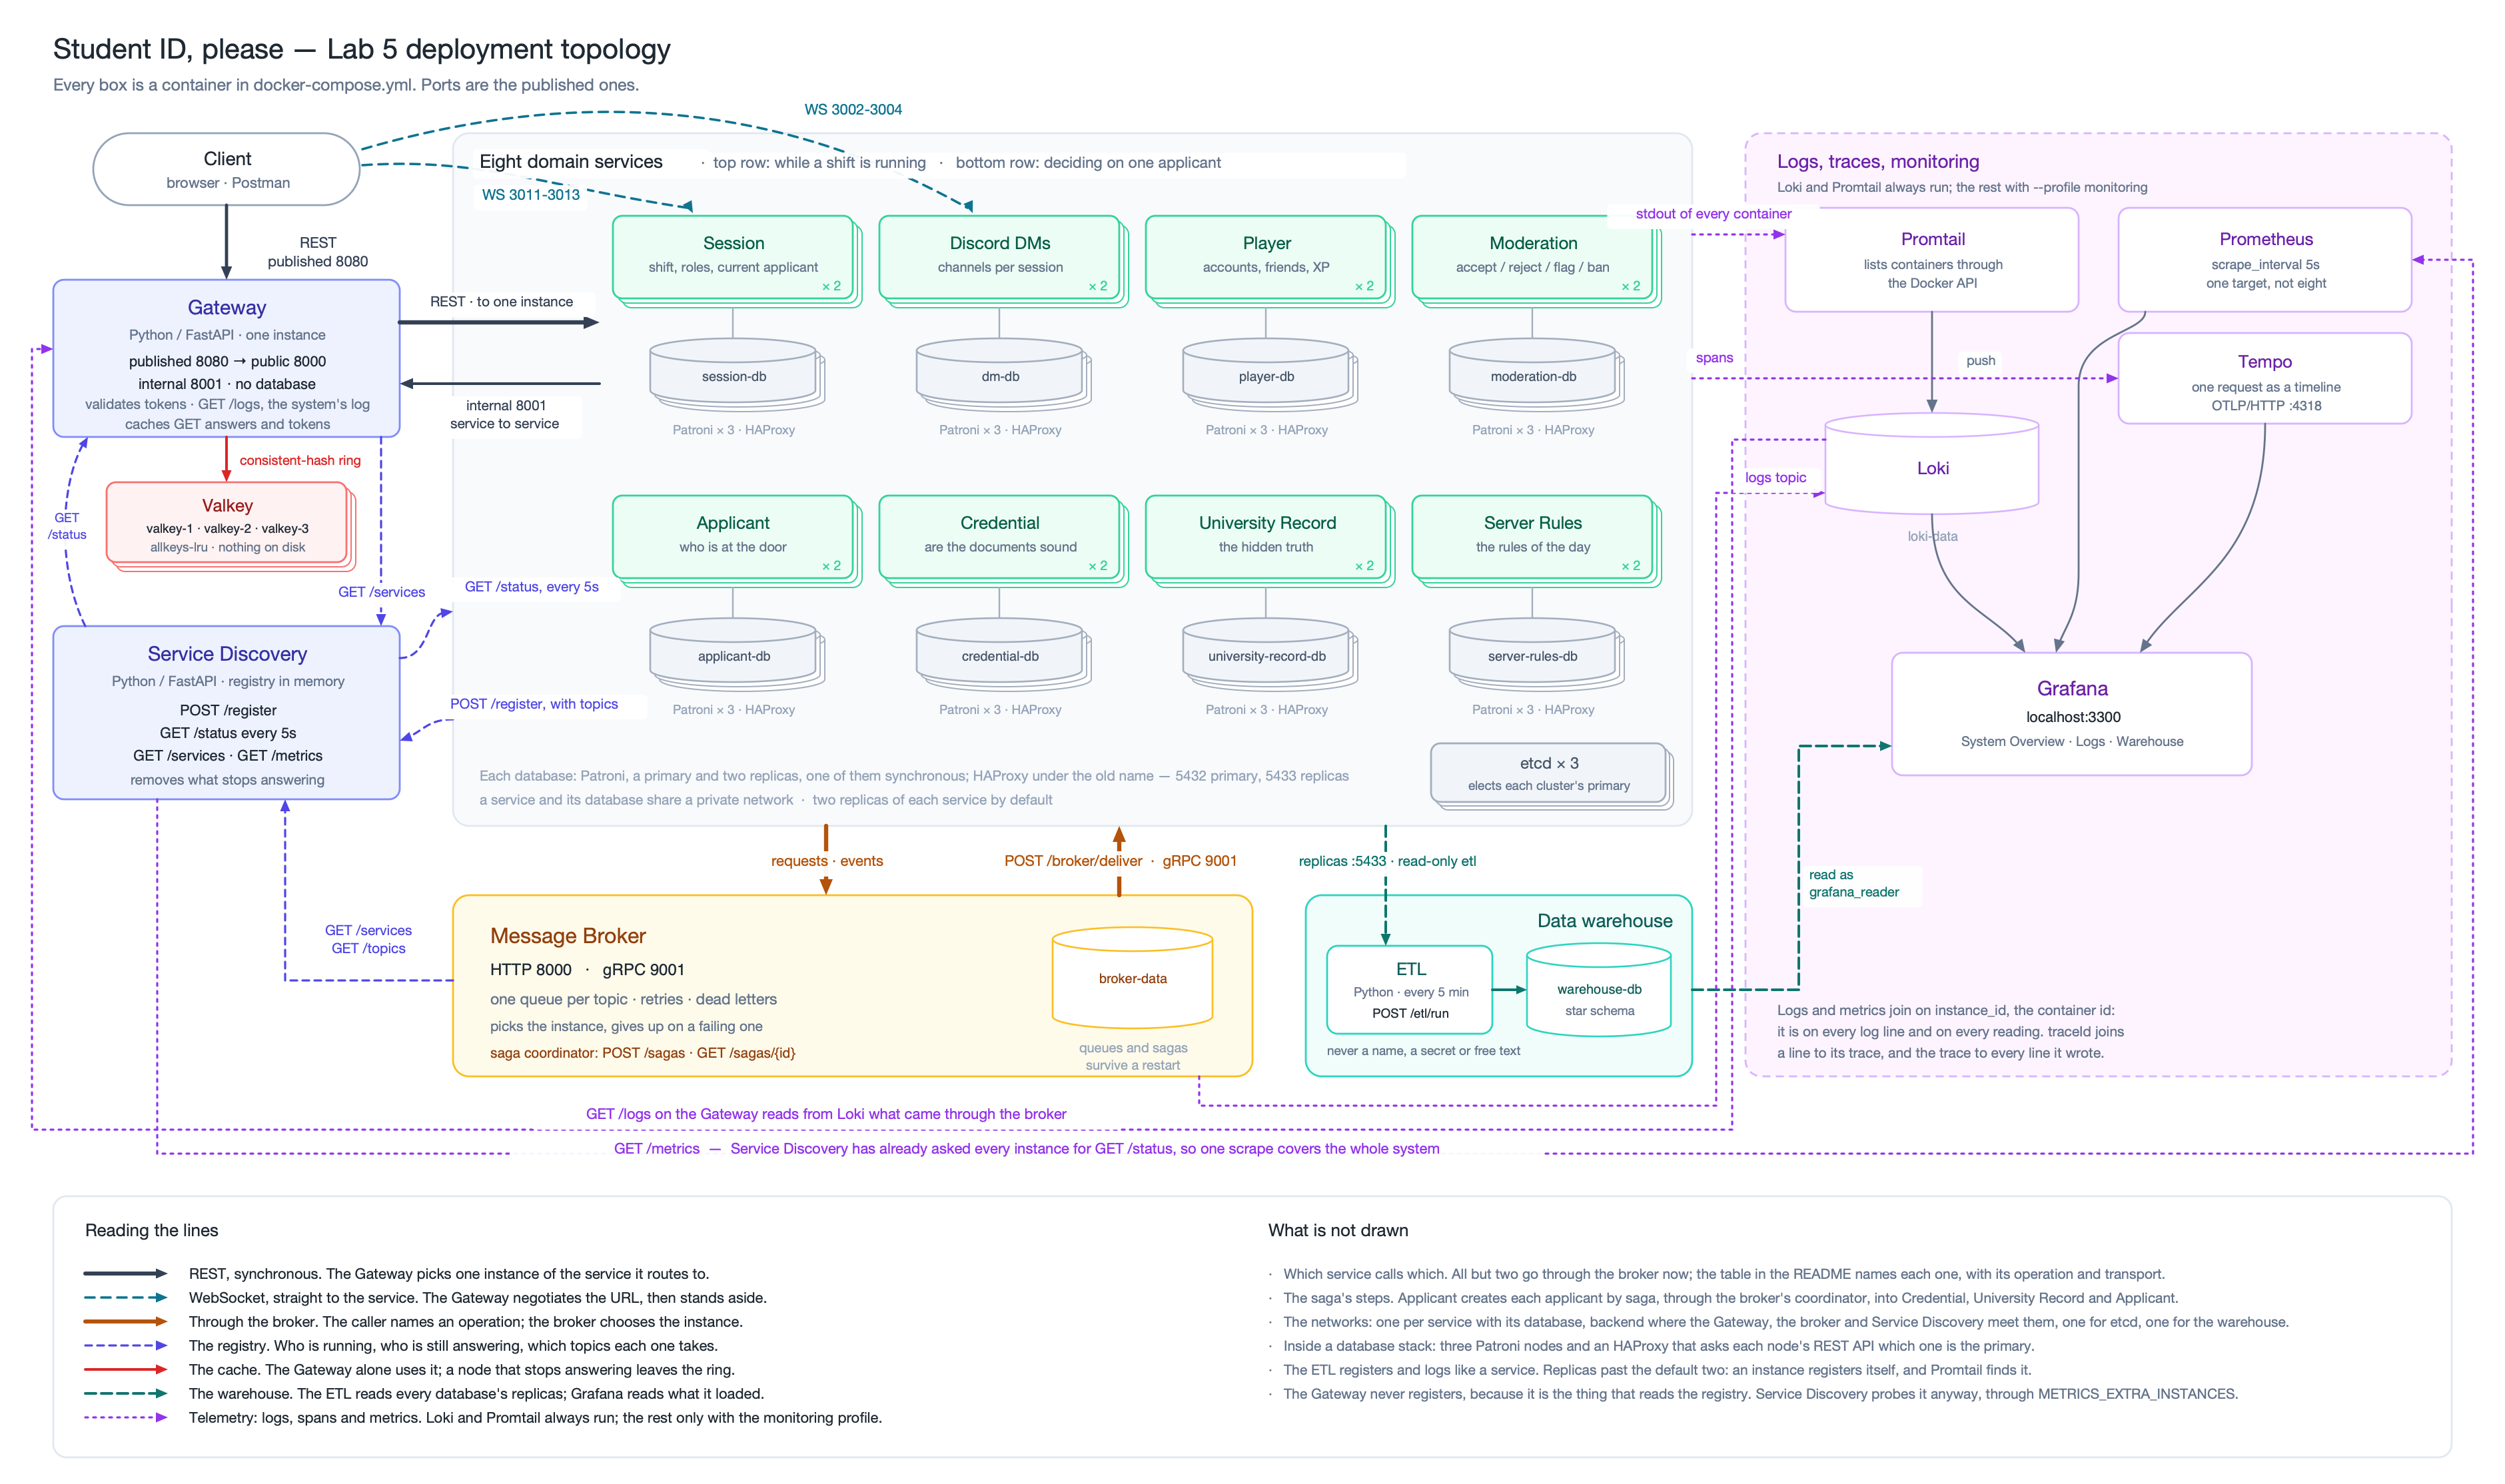 Student ID, please — Lab 5 deployment topology
Every box is a container in docker-compose.yml. Ports are the published ones.
WS 3002-3004
Client
browser · Postman
Eight domain services · top row: while a shift is running · bottom row: deciding on one applicant
WS 3011-3013
REST
published 8080
Gateway
Python / FastAPI · one instance
published 8080 → public 8000
internal 8001 · no database
validates tokens · GET /logs, the system's log
caches GET answers and tokens
REST · to one instance
internal 8001
service to service
Session
shift, roles, current applicant
× 2
session-db
Patroni × 3 · HAProxy
Discord DMs
channels per session
× 2
dm-db
Patroni × 3 · HAProxy
Player
accounts, friends, XP
× 2
player-db
Patroni × 3 · HAProxy
Moderation
accept / reject / flag / ban
× 2
moderation-db
Patroni × 3 · HAProxy
consistent-hash ring
Valkey
valkey-1 · valkey-2 · valkey-3
allkeys-lru · nothing on disk
GET
/status
GET /services
GET /status, every 5s
Applicant
who is at the door
× 2
applicant-db
Patroni × 3 · HAProxy
Credential
are the documents sound
× 2
credential-db
Patroni × 3 · HAProxy
University Record
the hidden truth
× 2
university-record-db
Patroni × 3 · HAProxy
Server Rules
the rules of the day
× 2
server-rules-db
Patroni × 3 · HAProxy
Service Discovery
Python / FastAPI · registry in memory
POST /register
GET /status every 5s
GET /services · GET /metrics
removes what stops answering
POST /register, with topics
Each database: Patroni, a primary and two replicas, one of them synchronous; HAProxy under the old name — 5432 primary, 5433 replicas
a service and its database share a private network · two replicas of each service by default
etcd × 3
elects each cluster's primary
Logs, traces, monitoring
Loki and Promtail always run; the rest with --profile monitoring
stdout of every container
Promtail
lists containers through
the Docker API
Prometheus
scrape_interval 5s
one target, not eight
spans
push
Tempo
one request as a timeline
OTLP/HTTP :4318
logs topic
Loki
loki-data
Grafana
localhost:3300
System Overview · Logs · Warehouse
read as
grafana_reader
Logs and metrics join on instance_id, the container id:
it is on every log line and on every reading. traceId joins
a line to its trace, and the trace to every line it wrote.
requests · events
POST /broker/deliver · gRPC 9001
replicas :5433 · read-only etl
GET /services
GET /topics
Message Broker
HTTP 8000 · gRPC 9001
one queue per topic · retries · dead letters
picks the instance, gives up on a failing one
saga coordinator: POST /sagas · GET /sagas/{id}
broker-data
queues and sagas
survive a restart
Data warehouse
ETL
Python · every 5 min
POST /etl/run
warehouse-db
star schema
never a name, a secret or free text
GET /logs on the Gateway reads from Loki what came through the broker
GET /metrics — Service Discovery has already asked every instance for GET /status, so one scrape covers the whole system
Reading the lines
REST, synchronous. The Gateway picks one instance of the service it routes to.
WebSocket, straight to the service. The Gateway negotiates the URL, then stands aside.
Through the broker. The caller names an operation; the broker chooses the instance.
The registry. Who is running, who is still answering, which topics each one takes.
The cache. The Gateway alone uses it; a node that stops answering leaves the ring.
The warehouse. The ETL reads every database's replicas; Grafana reads what it loaded.
Telemetry: logs, spans and metrics. Loki and Promtail always run; the rest only with the monitoring profile.
What is not drawn
· Which service calls which. All but two go through the broker now; the table in the README names each one, with its operation and transport.
· The saga's steps. Applicant creates each applicant by saga, through the broker's coordinator, into Credential, University Record and Applicant.
· The networks: one per service with its database, backend where the Gateway, the broker and Service Discovery meet them, one for etcd, one for the warehouse.
· Inside a database stack: three Patroni nodes and an HAProxy that asks each node's REST API which one is the primary.
· The ETL registers and logs like a service. Replicas past the default two: an instance registers itself, and Promtail finds it.
· The Gateway never registers, because it is the thing that reads the registry. Service Discovery probes it anyway, through METRICS_EXTRA_INSTANCES.